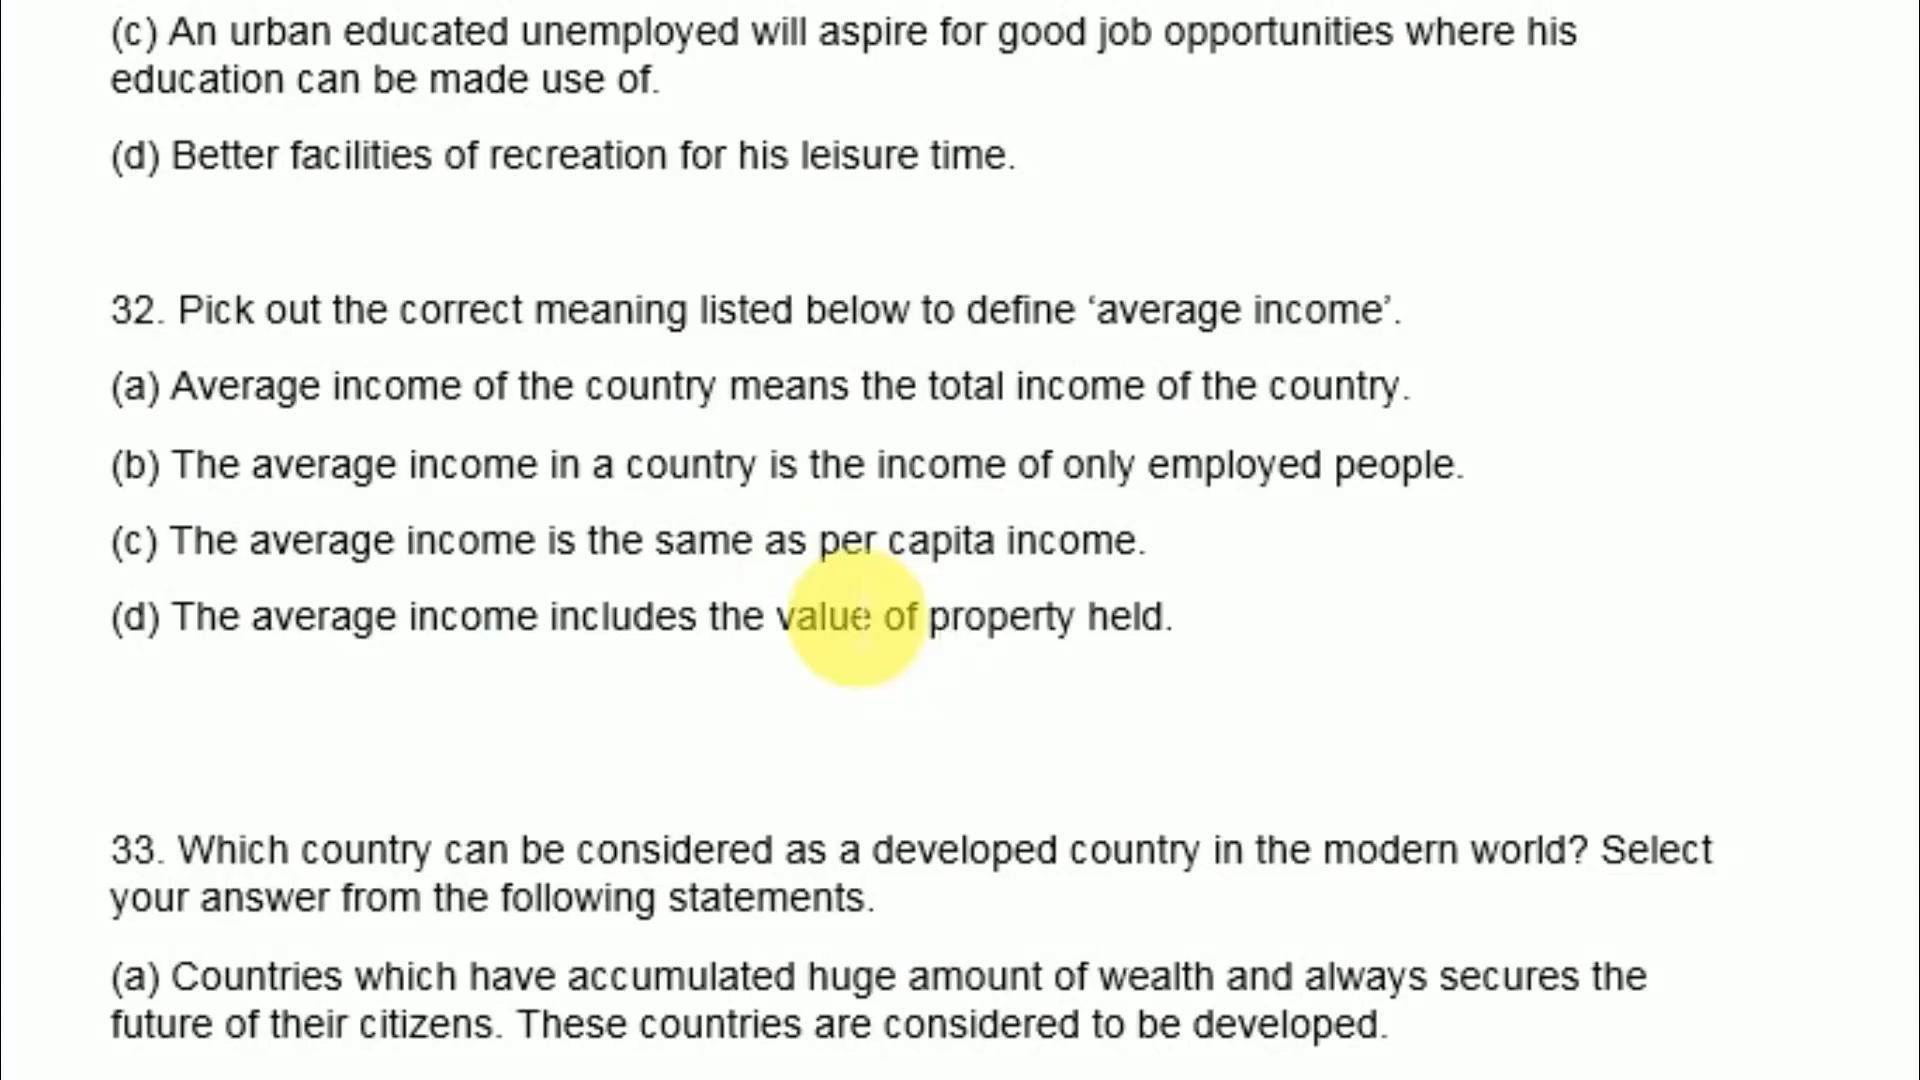 (c) An urban educated unemployed will aspire for good job opportunities where his
education can be made use of.
(d) Better facilities of recreation for his leisure time.
32. Pick out the correct meaning listed below to define ‘average income’.
(a) Average income of the country means the total income of the country.
(b) The average income in a country is the income of only employed people.
(c) The average income is the same as per capita income.
(d) The average income includes the value of property held.
33. Which country can be considered as a developed country in the modern world? Select
your answer from the following statements.
(a) Countries which have accumulated huge amount of wealth and always secures the
future of their citizens. These countries are considered to be developed.